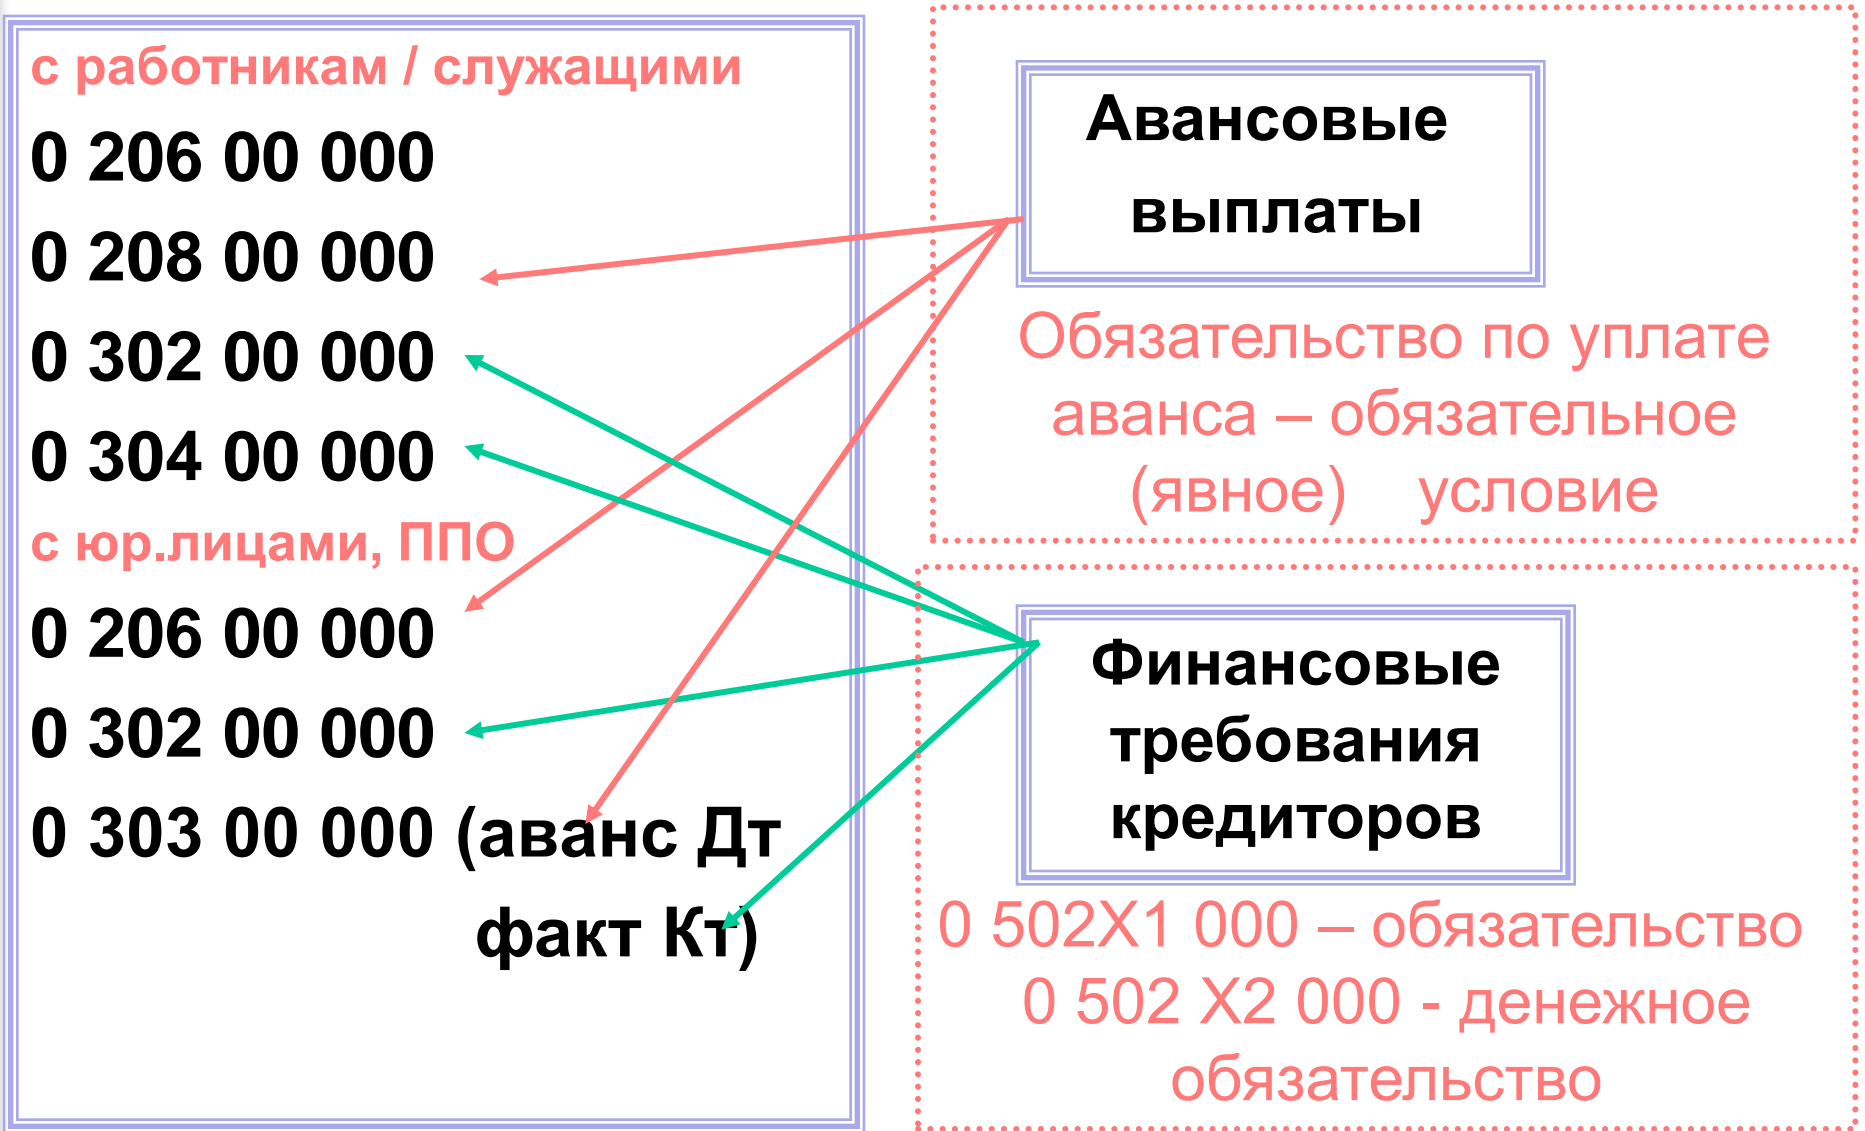 с работникам / служащими
0 206 00 000
0 208 00 000
0 302 00 000
0 304 00 000
с юр.лицами, ППО
0 206 00 000
0 302 00 000
0 303 00 000 (аванс Дт
факт Кт)
Авансовые
выплаты
Обязательство по уплате
аванса – обязательное
(явное) условие
Финансовые
требования
кредиторов
0 502Х1 000 – обязательство
0 502 Х2 000 - денежное
обязательство